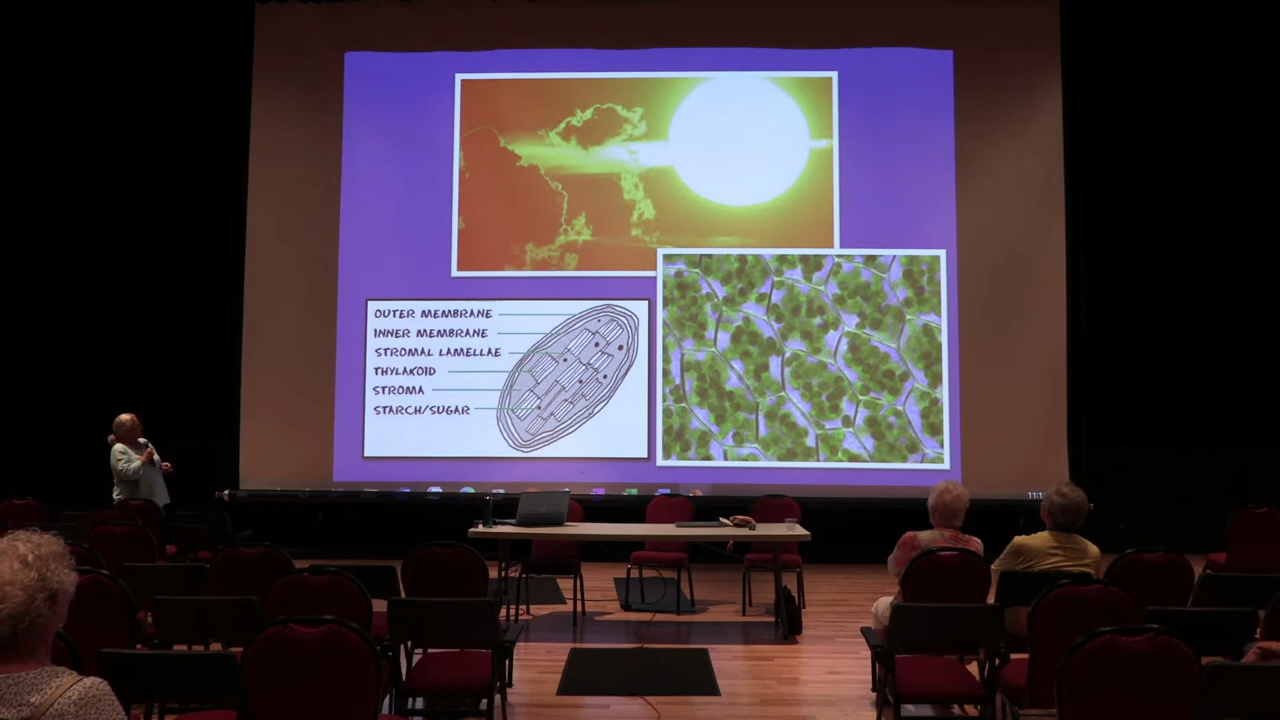 OUTER MEMBRANE
INNER MEMBRANE
STROMAL LAMELLAE
THYLAKOID
STROMA
STARCH/SUGAR